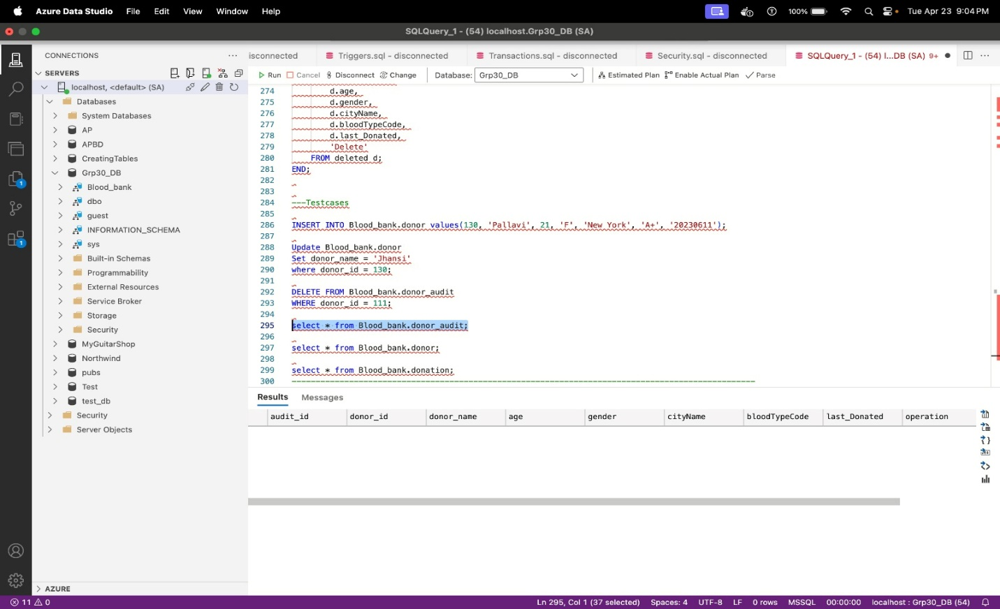 Azure Data Studio File Edit View Window Help 100% Tue Apr 23 9:04 PM
SQLQuery_1 - (54) localhost.Grp30_DB (SA)
CONNECTIONS
isconnected Triggers.sql - disconnected Transactions.sql - disconnected Security.sql - disconnected SQLQuery_1 - (54) l...DB (SA) 9+
SERVERS
Run Cancel Disconnect Change Database: Grp30_DB Estimated Plan Enable Actual Plan Parse
localhost, <default> (SA)
Databases
System Databases
AP
APBD
CreatingTables
Grp30_DB
Blood_bank
dbo
guest
INFORMATION_SCHEMA
sys
Built-in Schemas
Programmability
External Resources
Service Broker
Storage
Security
MyGuitarShop
Northwind
pubs
Test
test_db
Security
Server Objects
AZURE
1
1
274 d.age,
275 d.gender,
276 d.cityName,
277 d.bloodTypeCode,
278 d.last_Donated,
279 'Delete'
280 FROM deleted d;
281 END;
282
283
284 ---Testcases
285
286 INSERT INTO Blood_bank.donor values(130, 'Pallavi', 21, 'F', 'New York', 'A+', '20230611');
287
288 Update Blood_bank.donor
289 Set donor_name = 'Jhansi'
290 where donor_id = 130;
291
292 DELETE FROM Blood_bank.donor_audit
293 WHERE donor_id = 111;
294
295 select * from Blood_bank.donor_audit;
296
297 select * from Blood_bank.donor;
298
299 select * from Blood_bank.donation;
300 -------------------------------------------------------------------------------------------------
Results Messages
audit_id donor_id donor_name age gender cityName bloodTypeCode last_Donated operation
11 0 Ln 295, Col 1 (37 selected) Spaces: 4 UTF-8 LF 0 rows MSSQL 00:00:00 localhost : Grp30_DB (54)